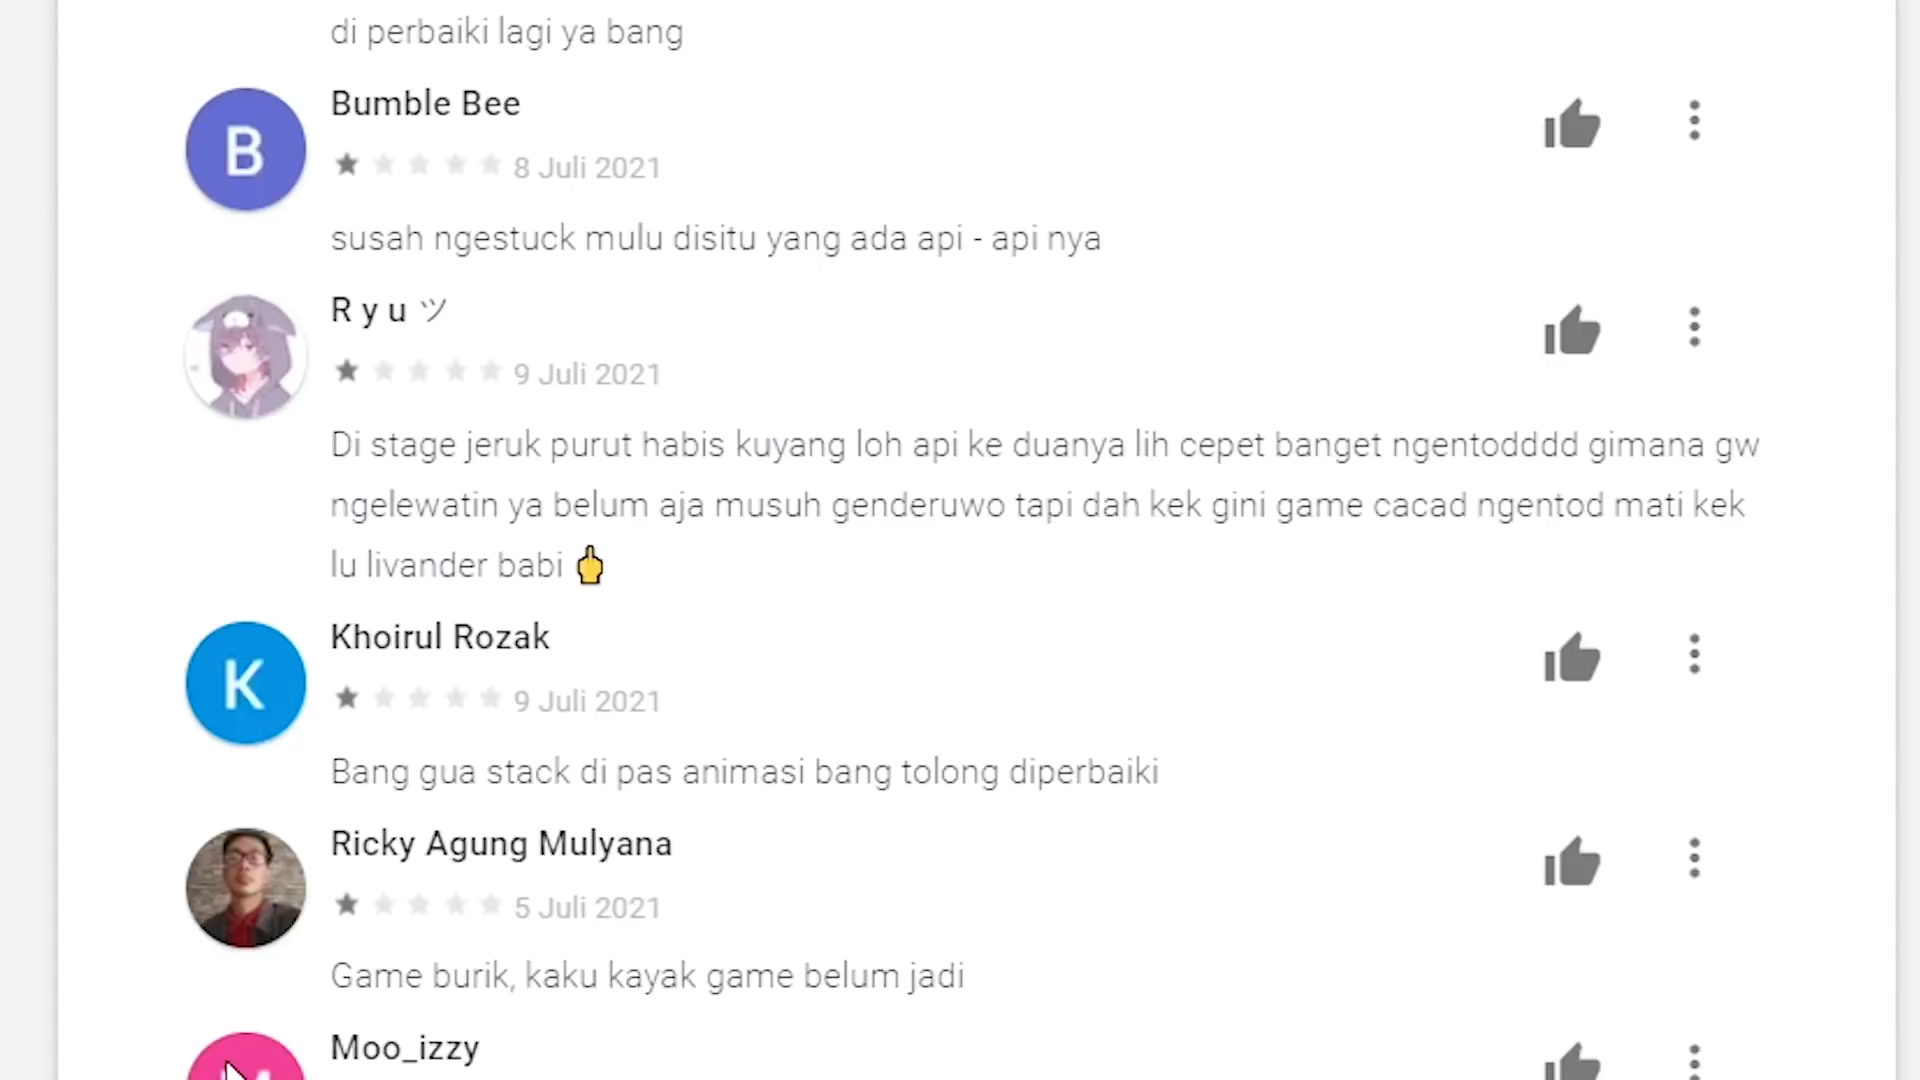 di perbaiki lagi ya bang
B
Bumble Bee
8 Juli 2021
susah ngestuck mulu disitu yang ada api - api nya
R y u ツ
9 Juli 2021
Di stage jeruk purut habis kuyang loh api ke duanya lih cepet banget ngentodddd gimana gw
ngelewatin ya belum aja musuh genderuwo tapi dah kek gini game cacad ngentod mati kek
lu livander babi 🖕
K
Khoirul Rozak
9 Juli 2021
Bang gua stack di pas animasi bang tolong diperbaiki
Ricky Agung Mulyana
5 Juli 2021
Game burik, kaku kayak game belum jadi
Moo_izzy